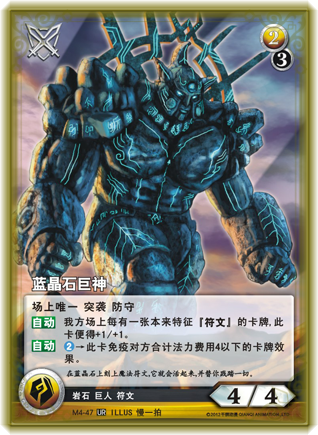 2
3
蓝晶石巨神
场上唯一 突袭 防守
自动 我方场上每有一张本来特征『符文』的卡牌,此
卡便得+1/+1。
自动 ②→此卡免疫对方合计法力费用4以下的卡牌效
果。
在蓝晶石上刻上魔法符文,它就会活起来,并替你践踏一切。
岩石 巨人 符文
4/4
M4-47 UR ILLUS 慢一拍